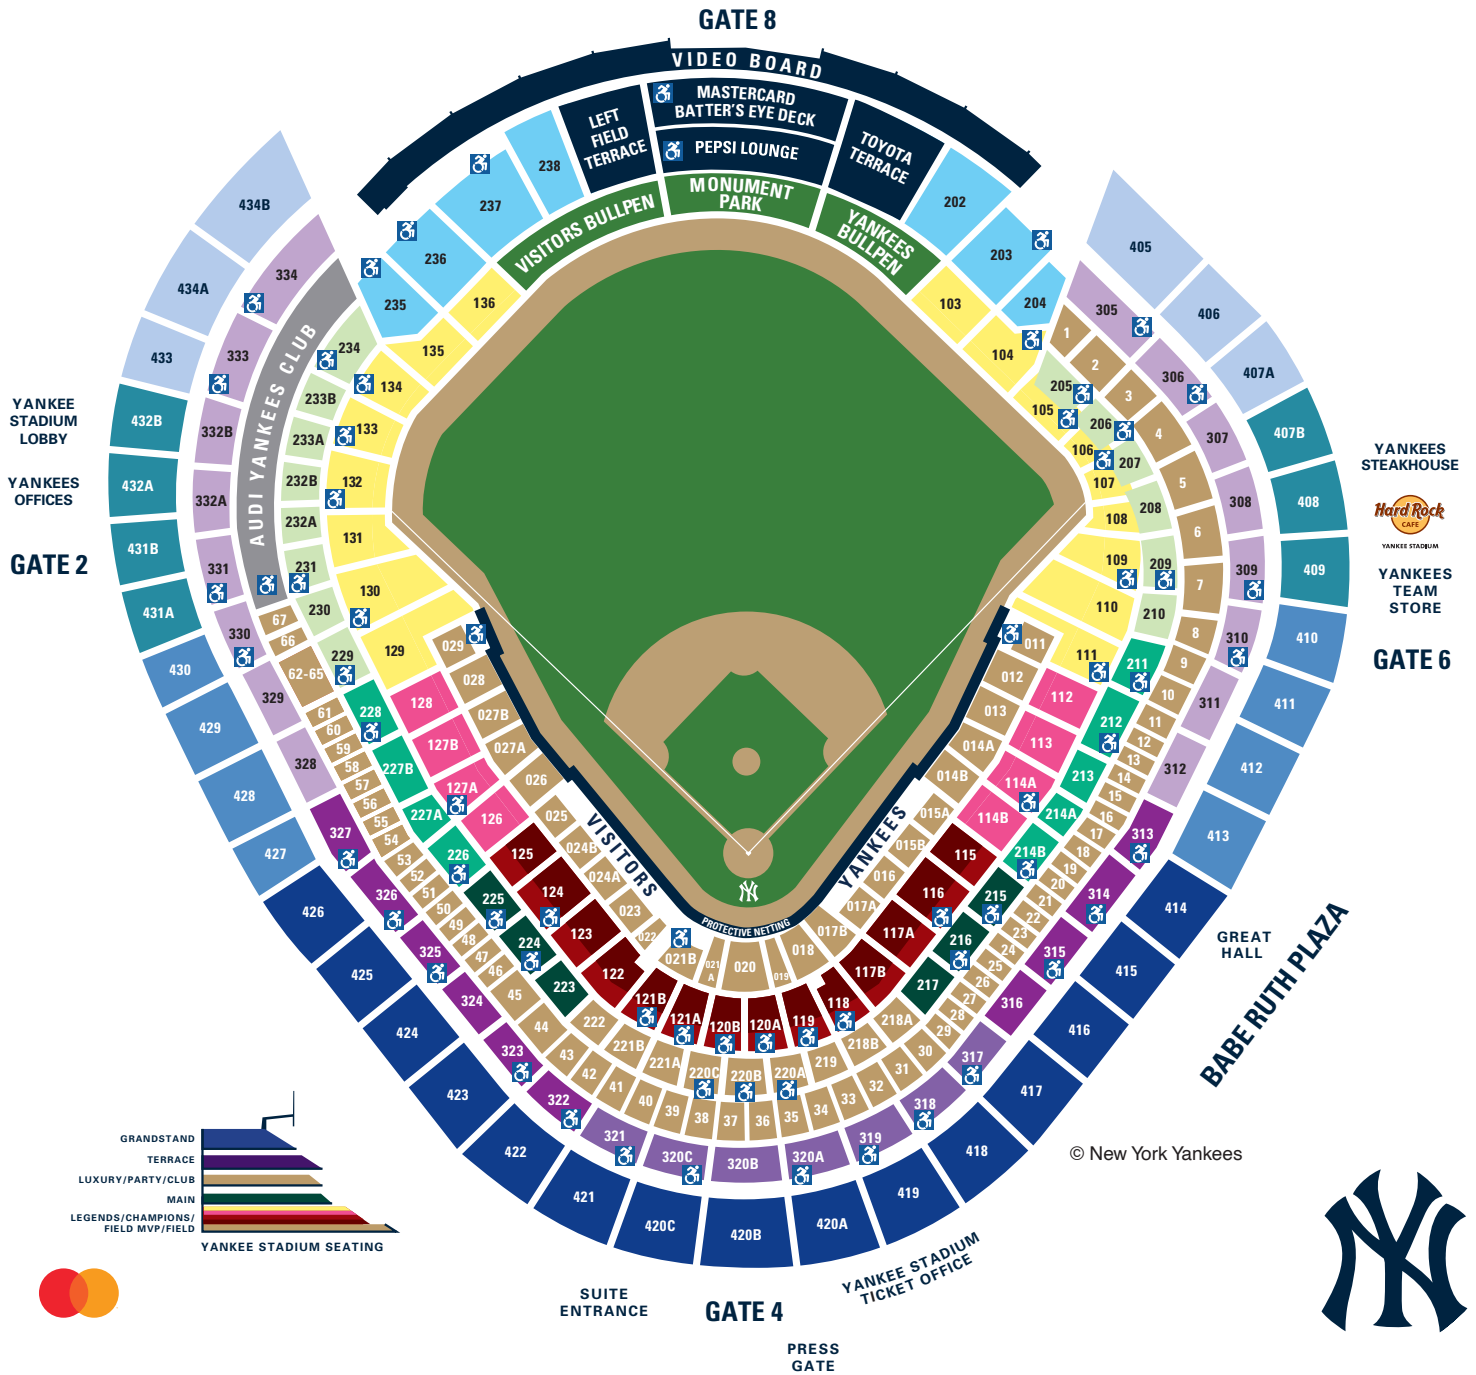 GATE 8
VIDEO BOARD
MASTERCARD
BATTER'S EYE DECK
PEPSI LOUNGE
LEFT
FIELD
TERRACE
TOYOTA
TERRACE
MONUMENT
PARK
VISITORS BULLPEN
YANKEES
BULLPEN
238
237
236
235
202
203
204
136
135
134
133
132
131
130
129
103
104
105
106
107
108
109
110
111
434B
434A
433
432B
432A
431B
431A
430
429
428
427
426
425
424
423
422
421
420C
420B
420A
419
418
417
416
415
414
413
412
411
410
409
408
407B
407A
406
405
334
333
332B
332A
331
330
329
328
327
326
325
324
323
322
321
320C
320B
320A
319
318
317
316
315
314
313
312
311
310
309
308
307
306
305
AUDI YANKEES CLUB
234
233B
233A
232B
232A
231
230
229
228
227B
227A
226
225
224
223
222
221B
221A
220C
220B
220A
219
218B
218A
217
216
215
214B
214A
213
212
211
210
209
208
207
206
205
67
66
62-65
61
60
59
58
57
56
55
54
53
52
51
50
49
48
47
46
45
44
43
42
41
40
39
38
37
36
35
34
33
32
31
30
29
28
27
26
25
24
23
22
21
20
19
18
17
16
15
14
13
12
11
10
9
8
7
6
5
4
3
2
1
128
127B
127A
126
125
124
123
122
121B
121A
120B
120A
119
118
117B
117A
116
115
114B
114A
113
112
029
028
027B
027A
026
025
024B
024A
023
022
021B
021
A
020
019
018
017B
017A
016
015B
015A
014B
014A
013
012
011
VISITORS
YANKEES
PROTECTIVE NETTING
NY
YANKEE
STADIUM
LOBBY
YANKEES
OFFICES
GATE 2
YANKEES
STEAKHOUSE
Hard Rock
CAFE
YANKEE STADIUM
YANKEES
TEAM
STORE
GATE 6
GREAT
HALL
BABE RUTH PLAZA
© New York Yankees
GRANDSTAND
TERRACE
LUXURY/PARTY/CLUB
MAIN
LEGENDS/CHAMPIONS/
FIELD MVP/FIELD
YANKEE STADIUM SEATING
SUITE
ENTRANCE
GATE 4
YANKEE STADIUM
TICKET OFFICE
PRESS
GATE
NY